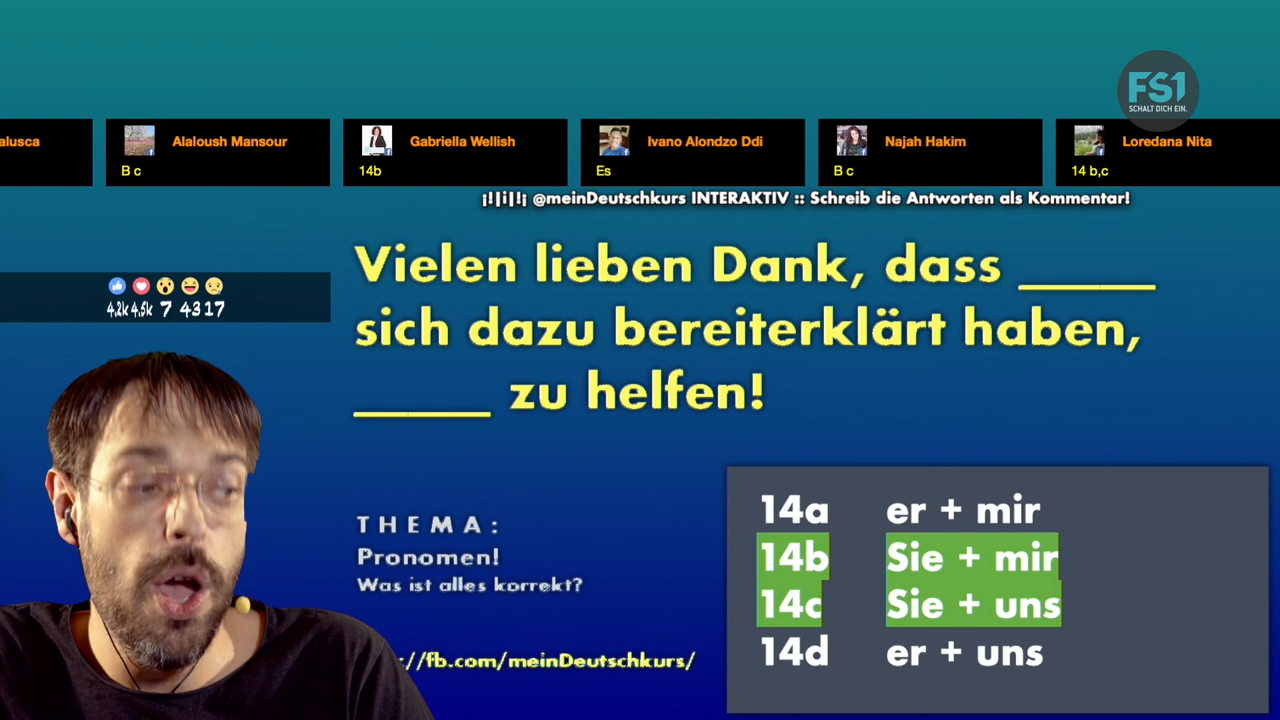 FS1
SCHALT DICH EIN.
alusca
Alaloush Mansour
B c
Gabriella Wellish
14b
Ivano Alondzo Ddi
Es
Najah Hakim
B c
Loredana Nita
14 b,c
¡!|i|!¡ @meinDeutschkurs INTERAKTIV :: Schreib die Antworten als Kommentar!
Vielen lieben Dank, dass _____
sich dazu bereiterklärt haben,
_____ zu helfen!
4,2k 4,5k 7 43 17
THEMA:
Pronomen!
Was ist alles korrekt?
://fb.com/meinDeutschkurs/
14a er + mir
14b Sie + mir
14c Sie + uns
14d er + uns